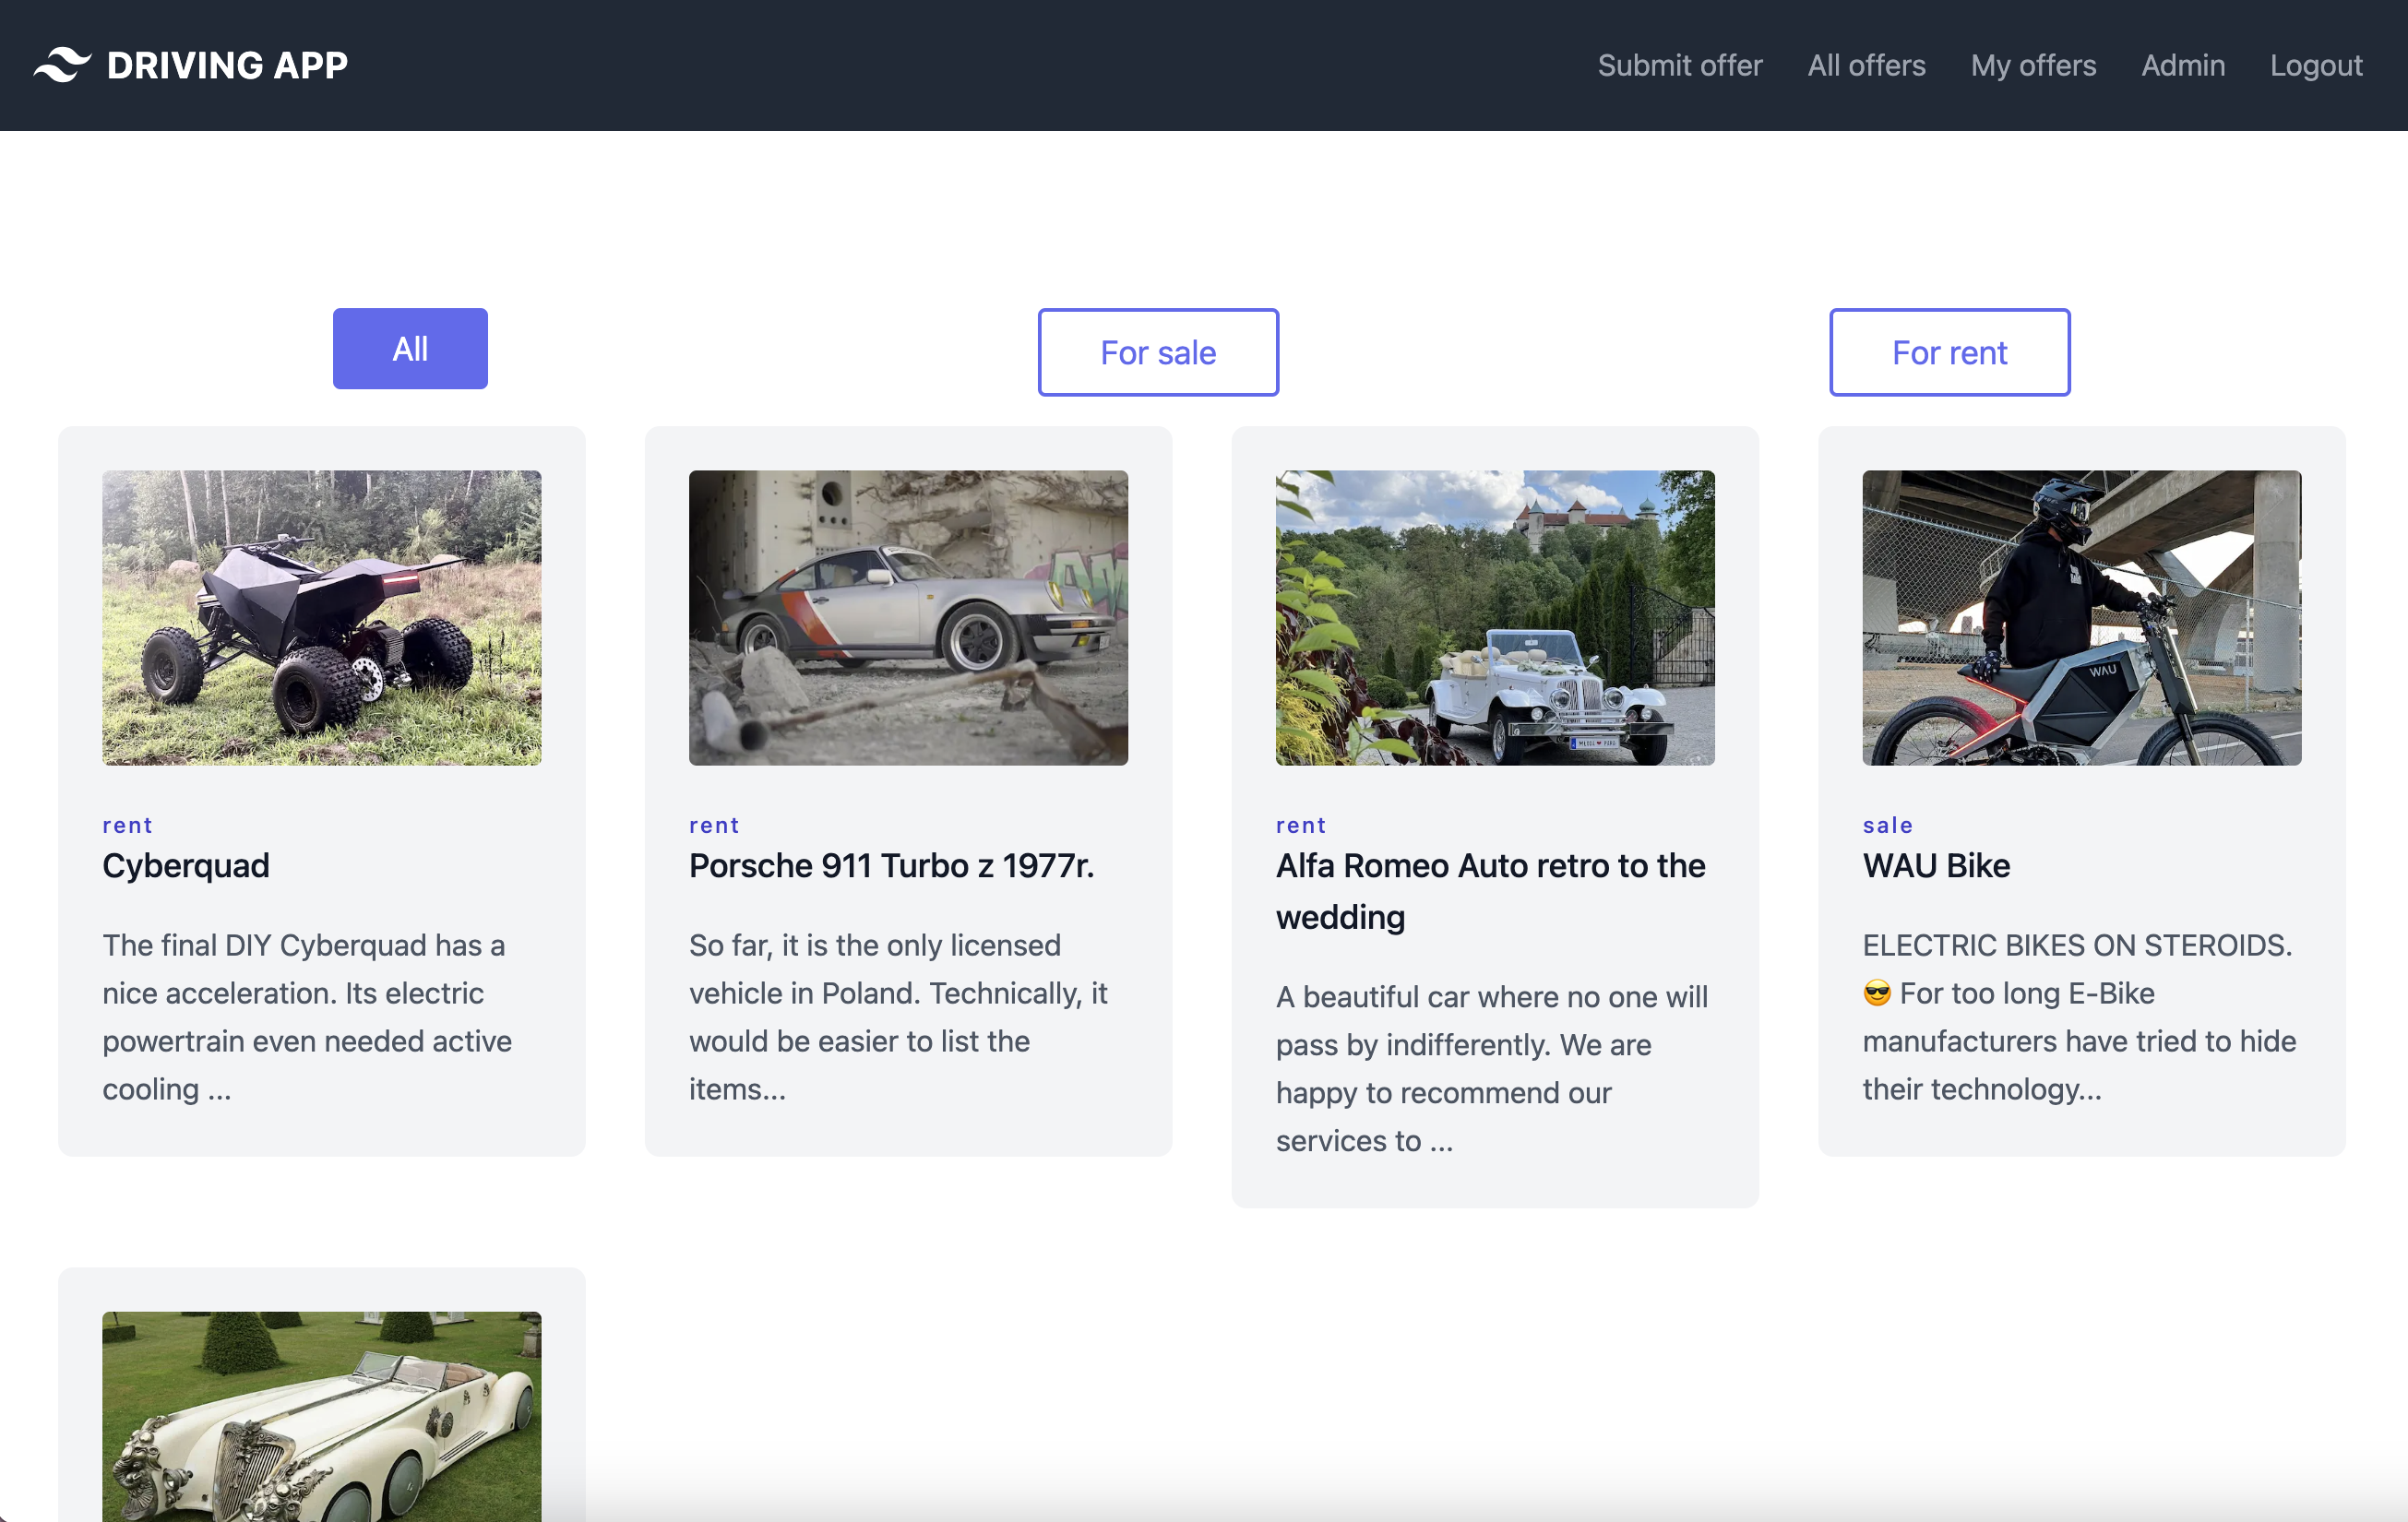 DRIVING APP
Submit offer
All offers
My offers
Admin
Logout
All
For sale
For rent
rent
Cyberquad
The final DIY Cyberquad has a
nice acceleration. Its electric
powertrain even needed active
cooling ...
rent
Porsche 911 Turbo z 1977r.
So far, it is the only licensed
vehicle in Poland. Technically, it
would be easier to list the
items...
rent
Alfa Romeo Auto retro to the
wedding
A beautiful car where no one will
pass by indifferently. We are
happy to recommend our
services to ...
WAU
sale
WAU Bike
ELECTRIC BIKES ON STEROIDS.
😎 For too long E-Bike
manufacturers have tried to hide
their technology...